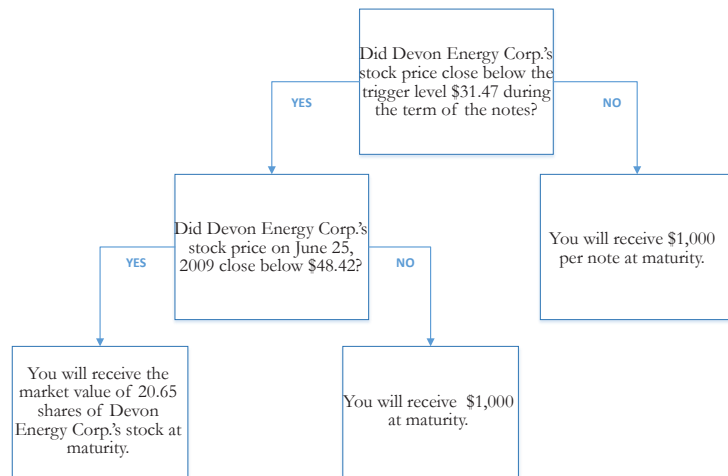 Did Devon Energy Corp.'s
stock price close below the
trigger level $31.47 during
the term of the notes?
YES
NO
Did Devon Energy Corp.'s
stock price on June 25,
2009 close below $48.42?
You will receive $1,000
per note at maturity.
YES
NO
You will receive the
market value of 20.65
shares of Devon
Energy Corp.'s stock at
maturity.
You will receive $1,000
at maturity.